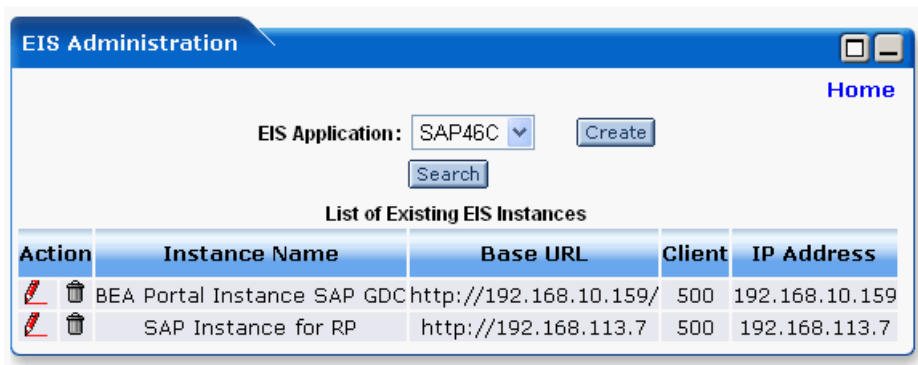 EIS Administration
Home
EIS Application: SAP46C Create
Search
List of Existing EIS Instances
Action Instance Name Base URL Client IP Address
BEA Portal Instance SAP GDC http://192.168.10.159/ 500 192.168.10.159
SAP Instance for RP http://192.168.113.7 500 192.168.113.7